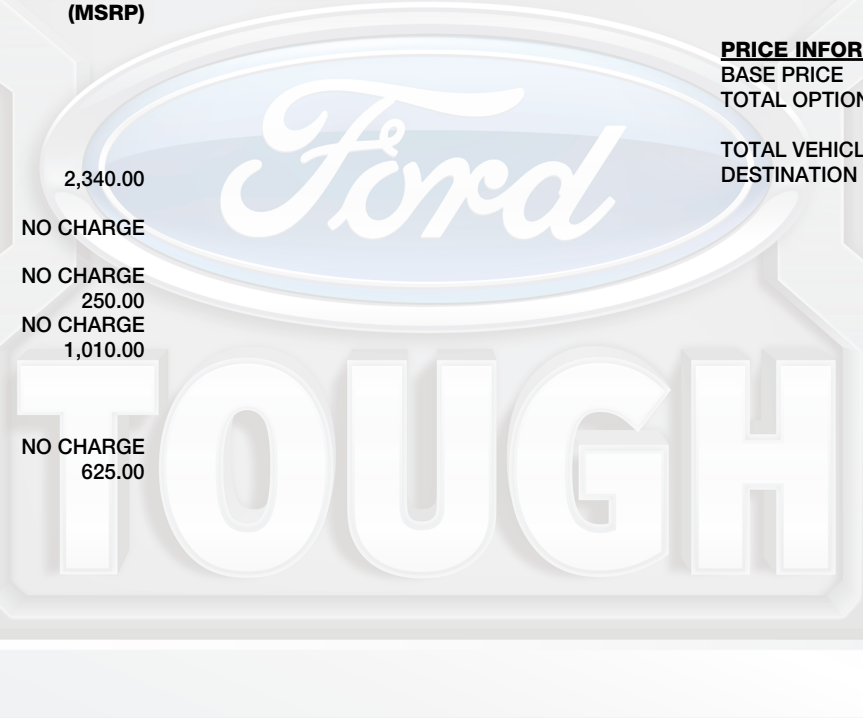 (MSRP)
2,340.00
NO CHARGE
NO CHARGE
250.00
NO CHARGE
1,010.00
NO CHARGE
625.00
PRICE INFOR
BASE PRICE
TOTAL OPTION
TOTAL VEHICL
DESTINATION
Ford
TOUGH